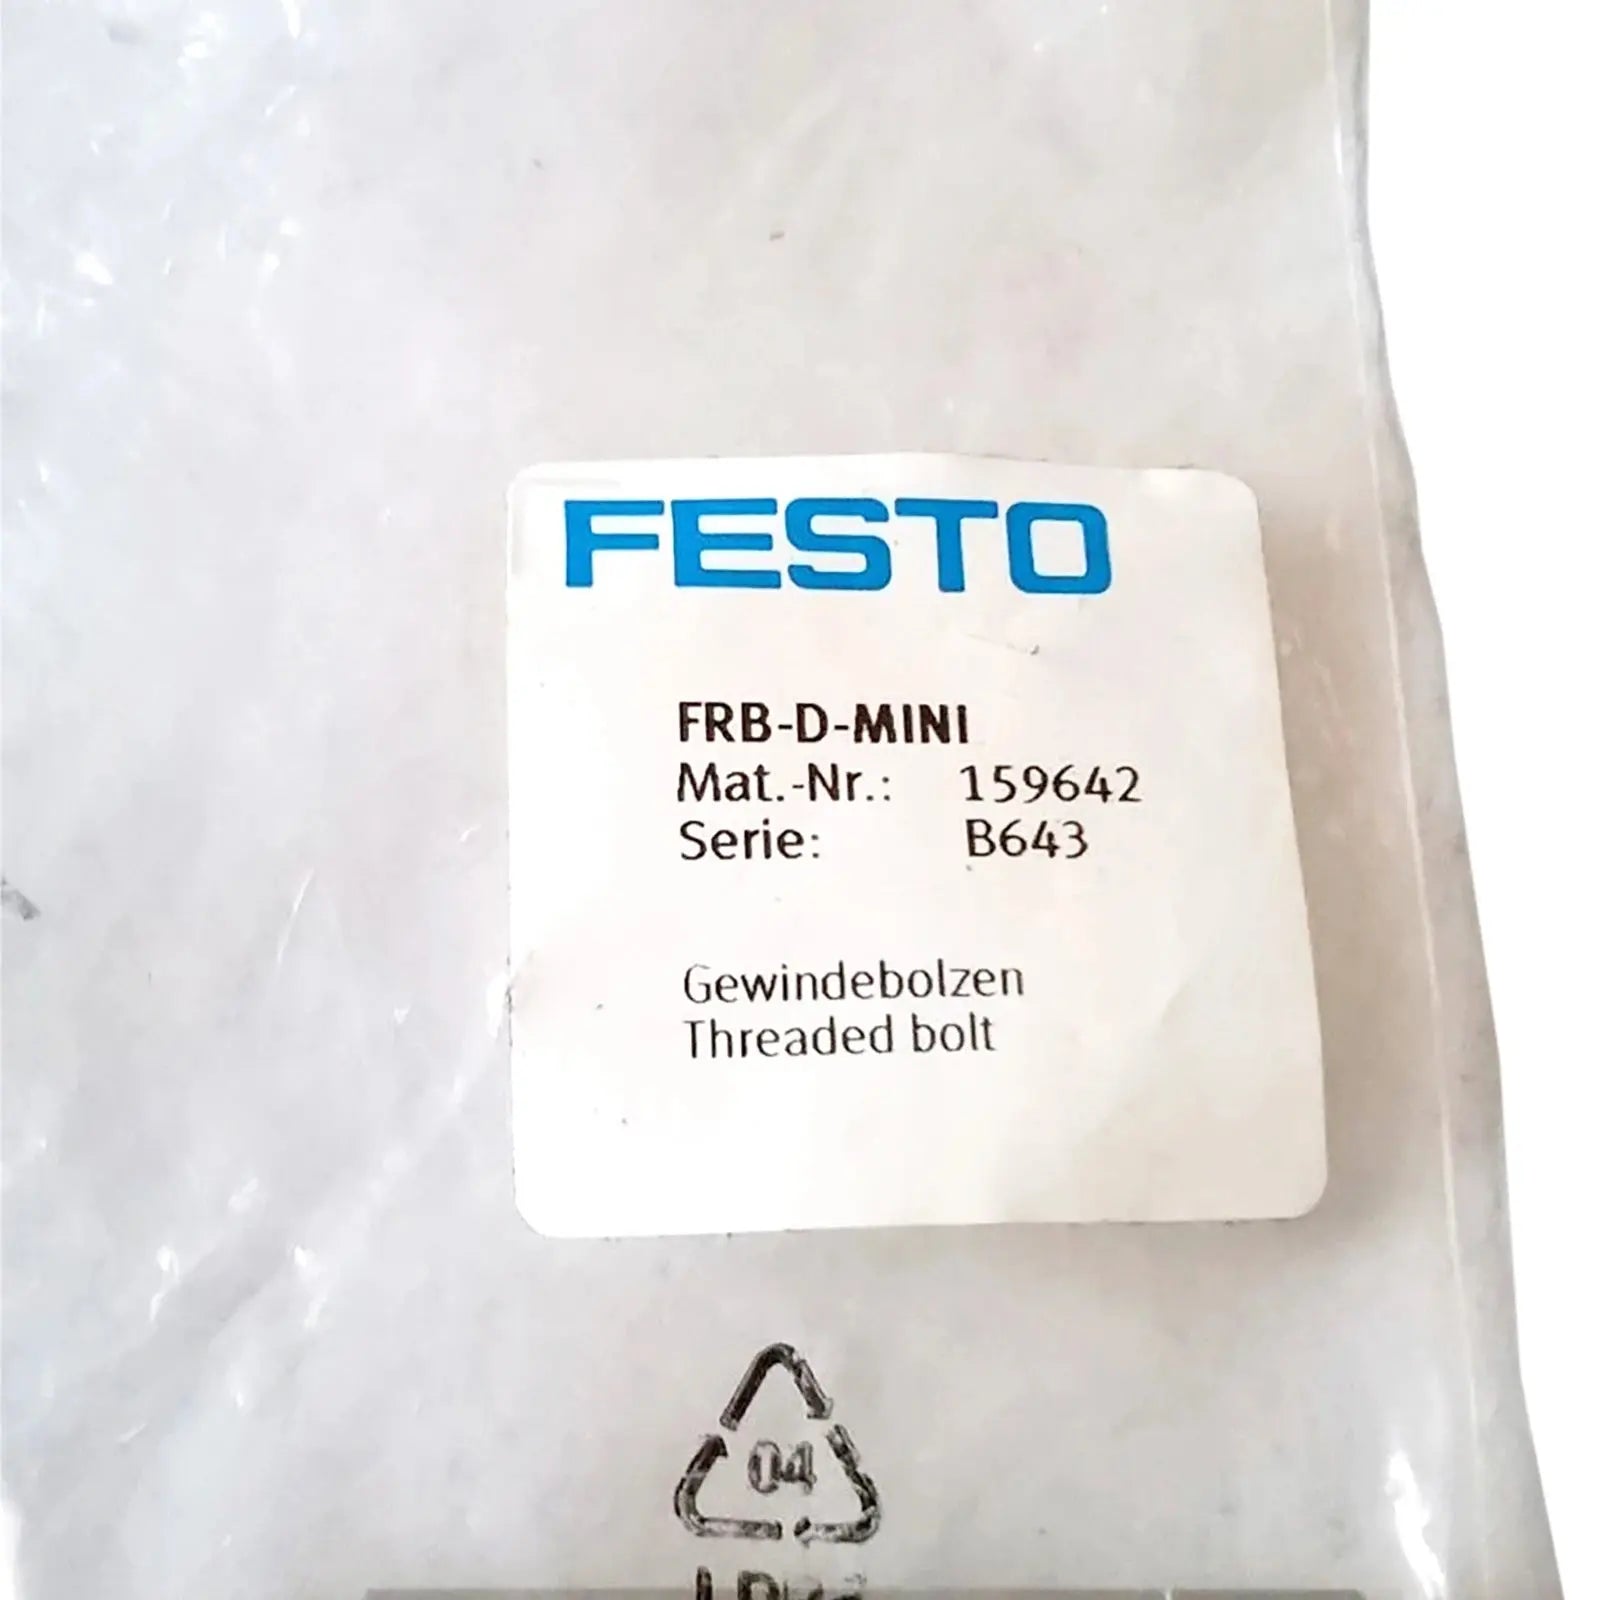 FESTO
FRB-D-MINI
Mat.-Nr.: 159642
Serie: B643
Gewindebolzen
Threaded bolt
04